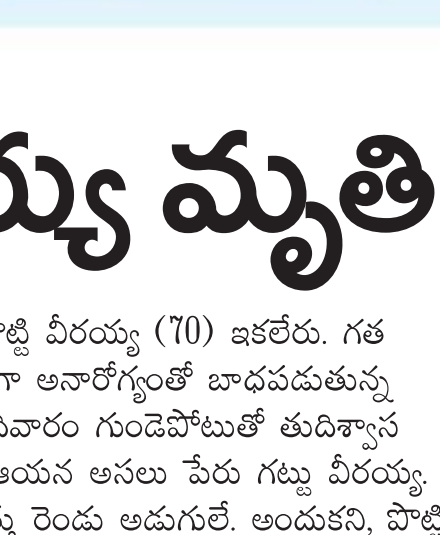 య్య మృతి
వీరయ్య (70) ఇకలేరు. గత
అనారోగ్యంతో బాధపడుతున్న
గుండెపోటుతో తుదిశ్వాస
ఆయన అసలు పేరు గట్టు వీరయ్య.
రెండు అడుగులే. అందుకని, పొట్టి